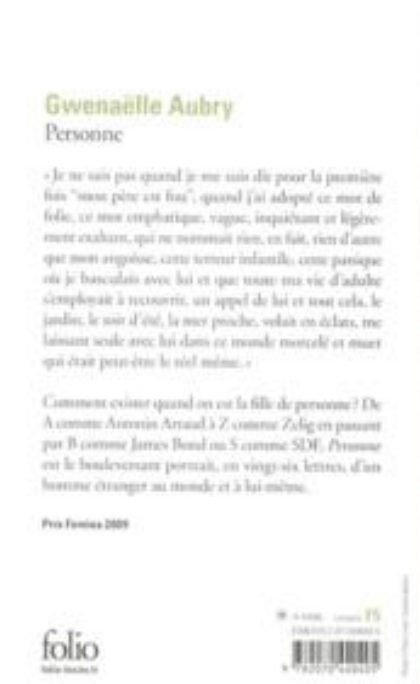 Gwenaëlle Aubry
Personne
« Je ne sais pas quand je me suis dit pour la première
fois "mon père est fou", quand j'ai adopté ce mot de
folie, ce mot emphatique, vague, inquiétant et légère-
ment exaltant, qui ne nommait rien, en fait, rien d'autre
que mon angoisse, cette terreur infantile, cette panique
où je basculais avec lui et que toute ma vie d'adulte
s'employait à recouvrir, un appel de lui et tout cela, le
jardin, le soir d'été, la mer proche, volait en éclats, me
laissant seule avec lui dans ce monde morcelé et muet
qui était peut-être le réel même. »
Comment exister quand on est la fille de personne ? De
A comme Antonin Artaud à Z comme Zelig en passant
par B comme James Bond ou S comme SDF, Personne
est le bouleversant portrait, en vingt-six lettres, d'un
homme étranger au monde et à lui-même.
Prix Femina 2009
folio
folio-lesite.fr
9 782070 440405